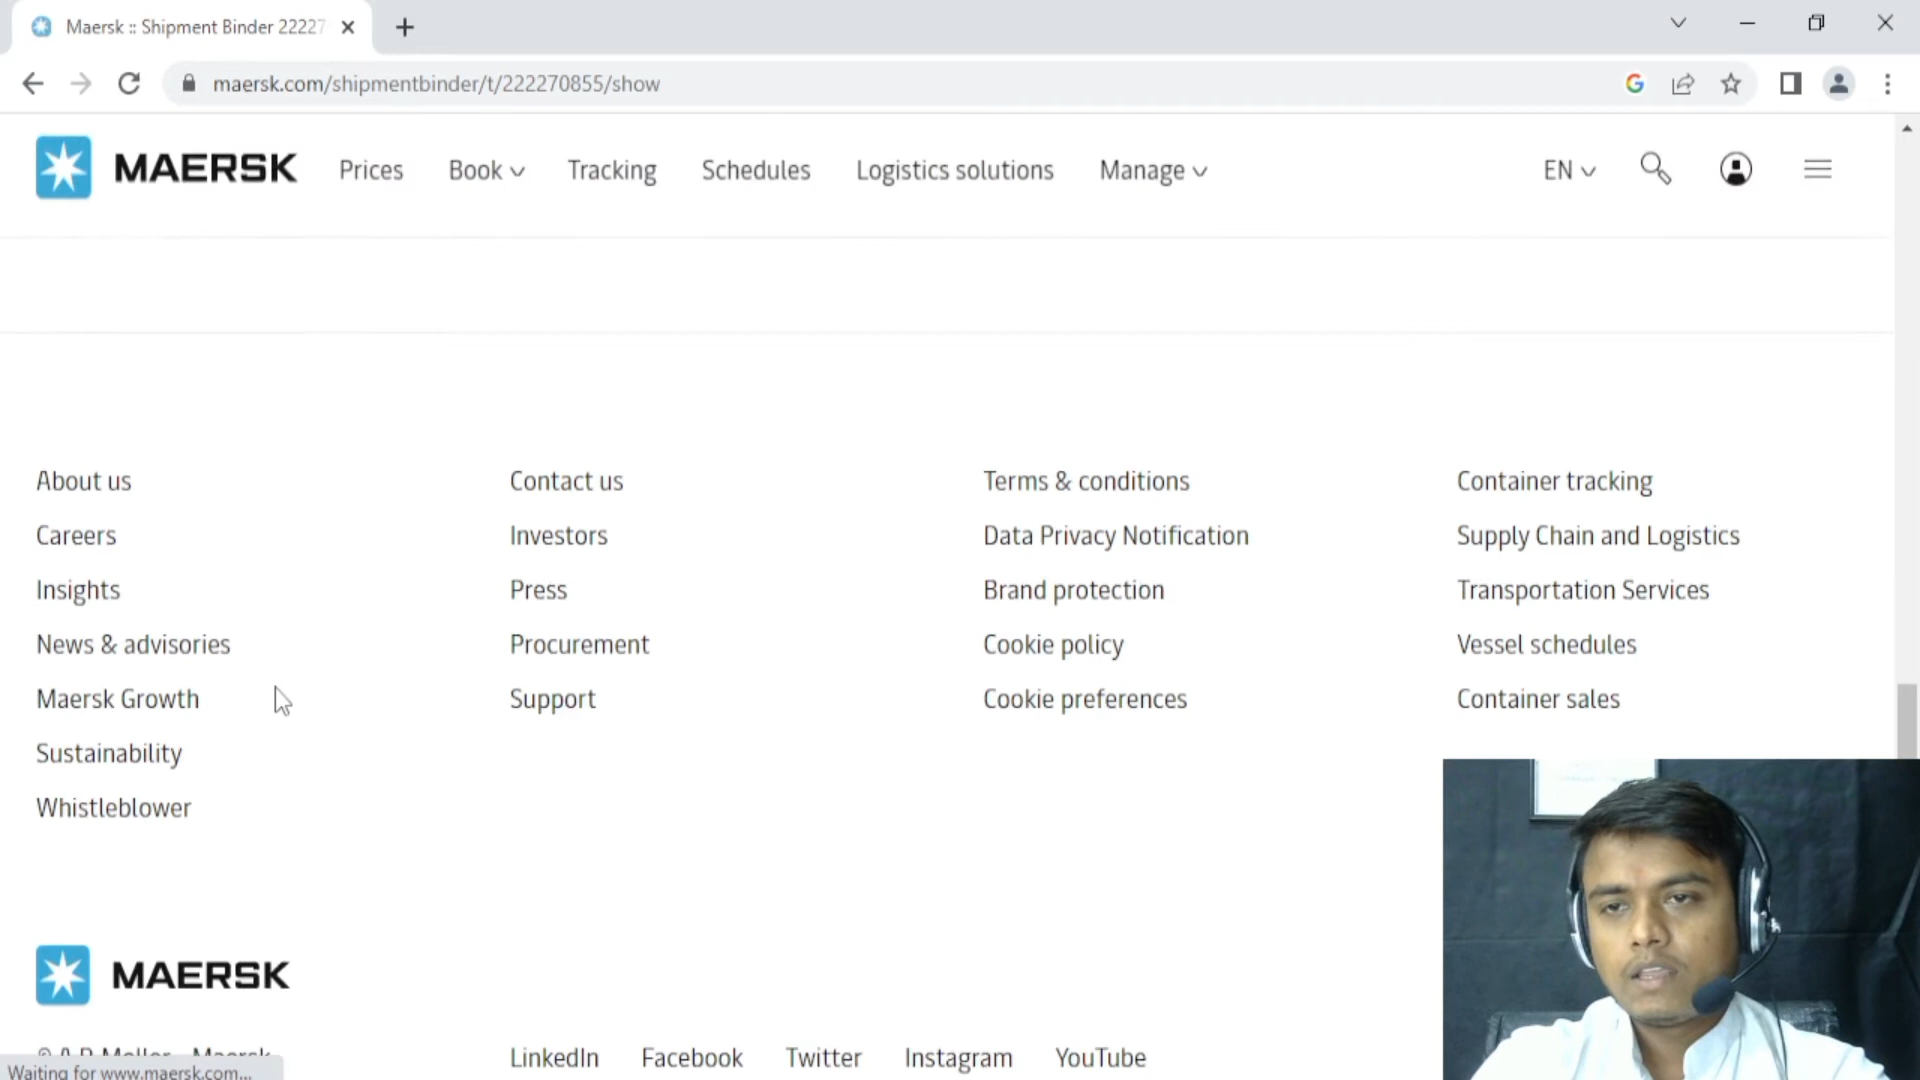 Maersk :: Shipment Binder 22227
maersk.com/shipmentbinder/t/222270855/show
MAERSK Prices Book Tracking Schedules Logistics solutions Manage EN
About us Contact us Terms & conditions Container tracking
Careers Investors Data Privacy Notification Supply Chain and Logistics
Insights Press Brand protection Transportation Services
News & advisories Procurement Cookie policy Vessel schedules
Maersk Growth Support Cookie preferences Container sales
Sustainability
Whistleblower
MAERSK
LinkedIn Facebook Twitter Instagram YouTube
Waiting for www.maersk.com...